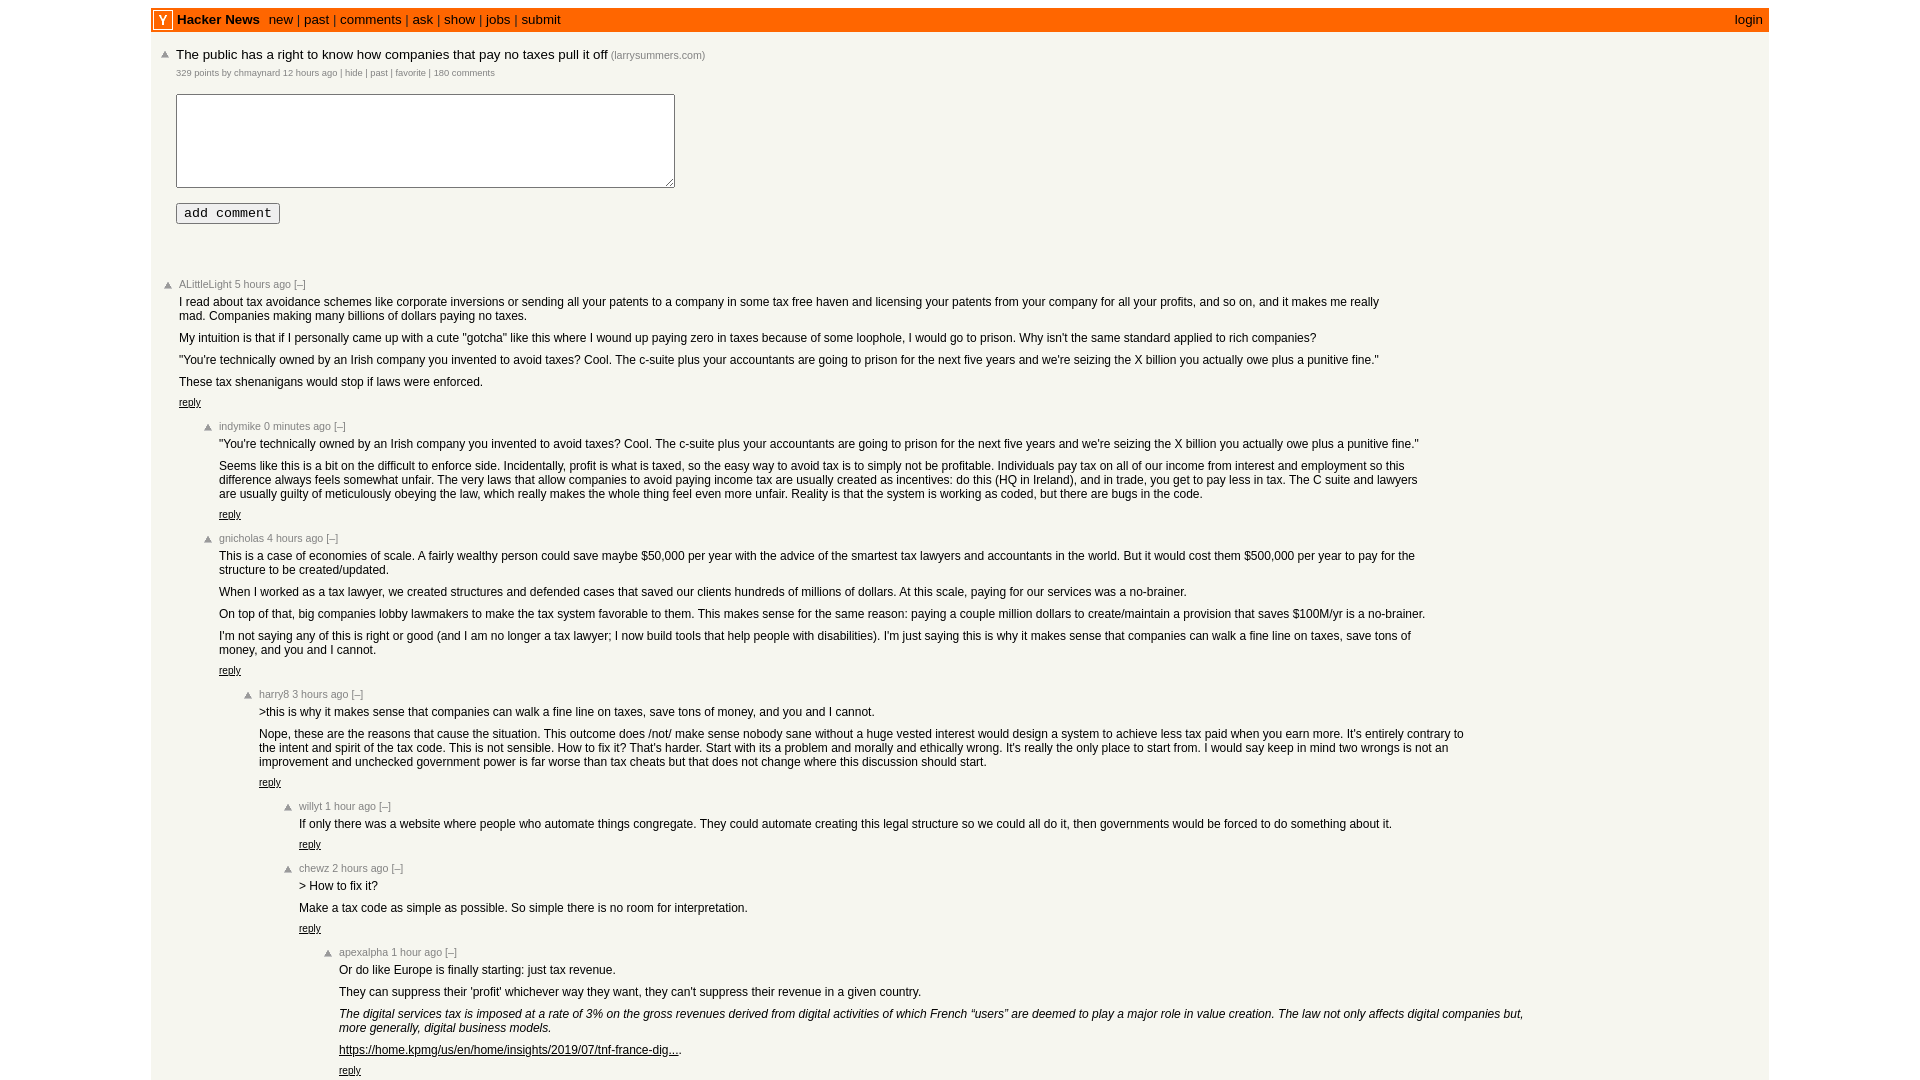 Y Hacker News new | past | comments | ask | show | jobs | submit login
The public has a right to know how companies that pay no taxes pull it off (larrysummers.com)
329 points by chmaynard 12 hours ago | hide | past | favorite | 180 comments
add comment
ALittleLight 5 hours ago [–]
I read about tax avoidance schemes like corporate inversions or sending all your patents to a company in some tax free haven and licensing your patents from your company for all your profits, and so on, and it makes me really
mad. Companies making many billions of dollars paying no taxes.
My intuition is that if I personally came up with a cute "gotcha" like this where I wound up paying zero in taxes because of some loophole, I would go to prison. Why isn't the same standard applied to rich companies?
"You're technically owned by an Irish company you invented to avoid taxes? Cool. The c-suite plus your accountants are going to prison for the next five years and we're seizing the X billion you actually owe plus a punitive fine."
These tax shenanigans would stop if laws were enforced.
reply
indymike 0 minutes ago [–]
"You're technically owned by an Irish company you invented to avoid taxes? Cool. The c-suite plus your accountants are going to prison for the next five years and we're seizing the X billion you actually owe plus a punitive fine."
Seems like this is a bit on the difficult to enforce side. Incidentally, profit is what is taxed, so the easy way to avoid tax is to simply not be profitable. Individuals pay tax on all of our income from interest and employment so this
difference always feels somewhat unfair. The very laws that allow companies to avoid paying income tax are usually created as incentives: do this (HQ in Ireland), and in trade, you get to pay less in tax. The C suite and lawyers
are usually guilty of meticulously obeying the law, which really makes the whole thing feel even more unfair. Reality is that the system is working as coded, but there are bugs in the code.
reply
gnicholas 4 hours ago [–]
This is a case of economies of scale. A fairly wealthy person could save maybe $50,000 per year with the advice of the smartest tax lawyers and accountants in the world. But it would cost them $500,000 per year to pay for the
structure to be created/updated.
When I worked as a tax lawyer, we created structures and defended cases that saved our clients hundreds of millions of dollars. At this scale, paying for our services was a no-brainer.
On top of that, big companies lobby lawmakers to make the tax system favorable to them. This makes sense for the same reason: paying a couple million dollars to create/maintain a provision that saves $100M/yr is a no-brainer.
I'm not saying any of this is right or good (and I am no longer a tax lawyer; I now build tools that help people with disabilities). I'm just saying this is why it makes sense that companies can walk a fine line on taxes, save tons of
money, and you and I cannot.
reply
harry8 3 hours ago [–]
>this is why it makes sense that companies can walk a fine line on taxes, save tons of money, and you and I cannot.
Nope, these are the reasons that cause the situation. This outcome does /not/ make sense nobody sane without a huge vested interest would design a system to achieve less tax paid when you earn more. It's entirely contrary to
the intent and spirit of the tax code. This is not sensible. How to fix it? That's harder. Start with its a problem and morally and ethically wrong. It's really the only place to start from. I would say keep in mind two wrongs is not an
improvement and unchecked government power is far worse than tax cheats but that does not change where this discussion should start.
reply
willyt 1 hour ago [–]
If only there was a website where people who automate things congregate. They could automate creating this legal structure so we could all do it, then governments would be forced to do something about it.
reply
chewz 2 hours ago [–]
> How to fix it?
Make a tax code as simple as possible. So simple there is no room for interpretation.
reply
apexalpha 1 hour ago [–]
Or do like Europe is finally starting: just tax revenue.
They can suppress their 'profit' whichever way they want, they can't suppress their revenue in a given country.
The digital services tax is imposed at a rate of 3% on the gross revenues derived from digital activities of which French “users” are deemed to play a major role in value creation. The law not only affects digital companies but,
more generally, digital business models.
https://home.kpmg/us/en/home/insights/2019/07/tnf-france-dig....
reply